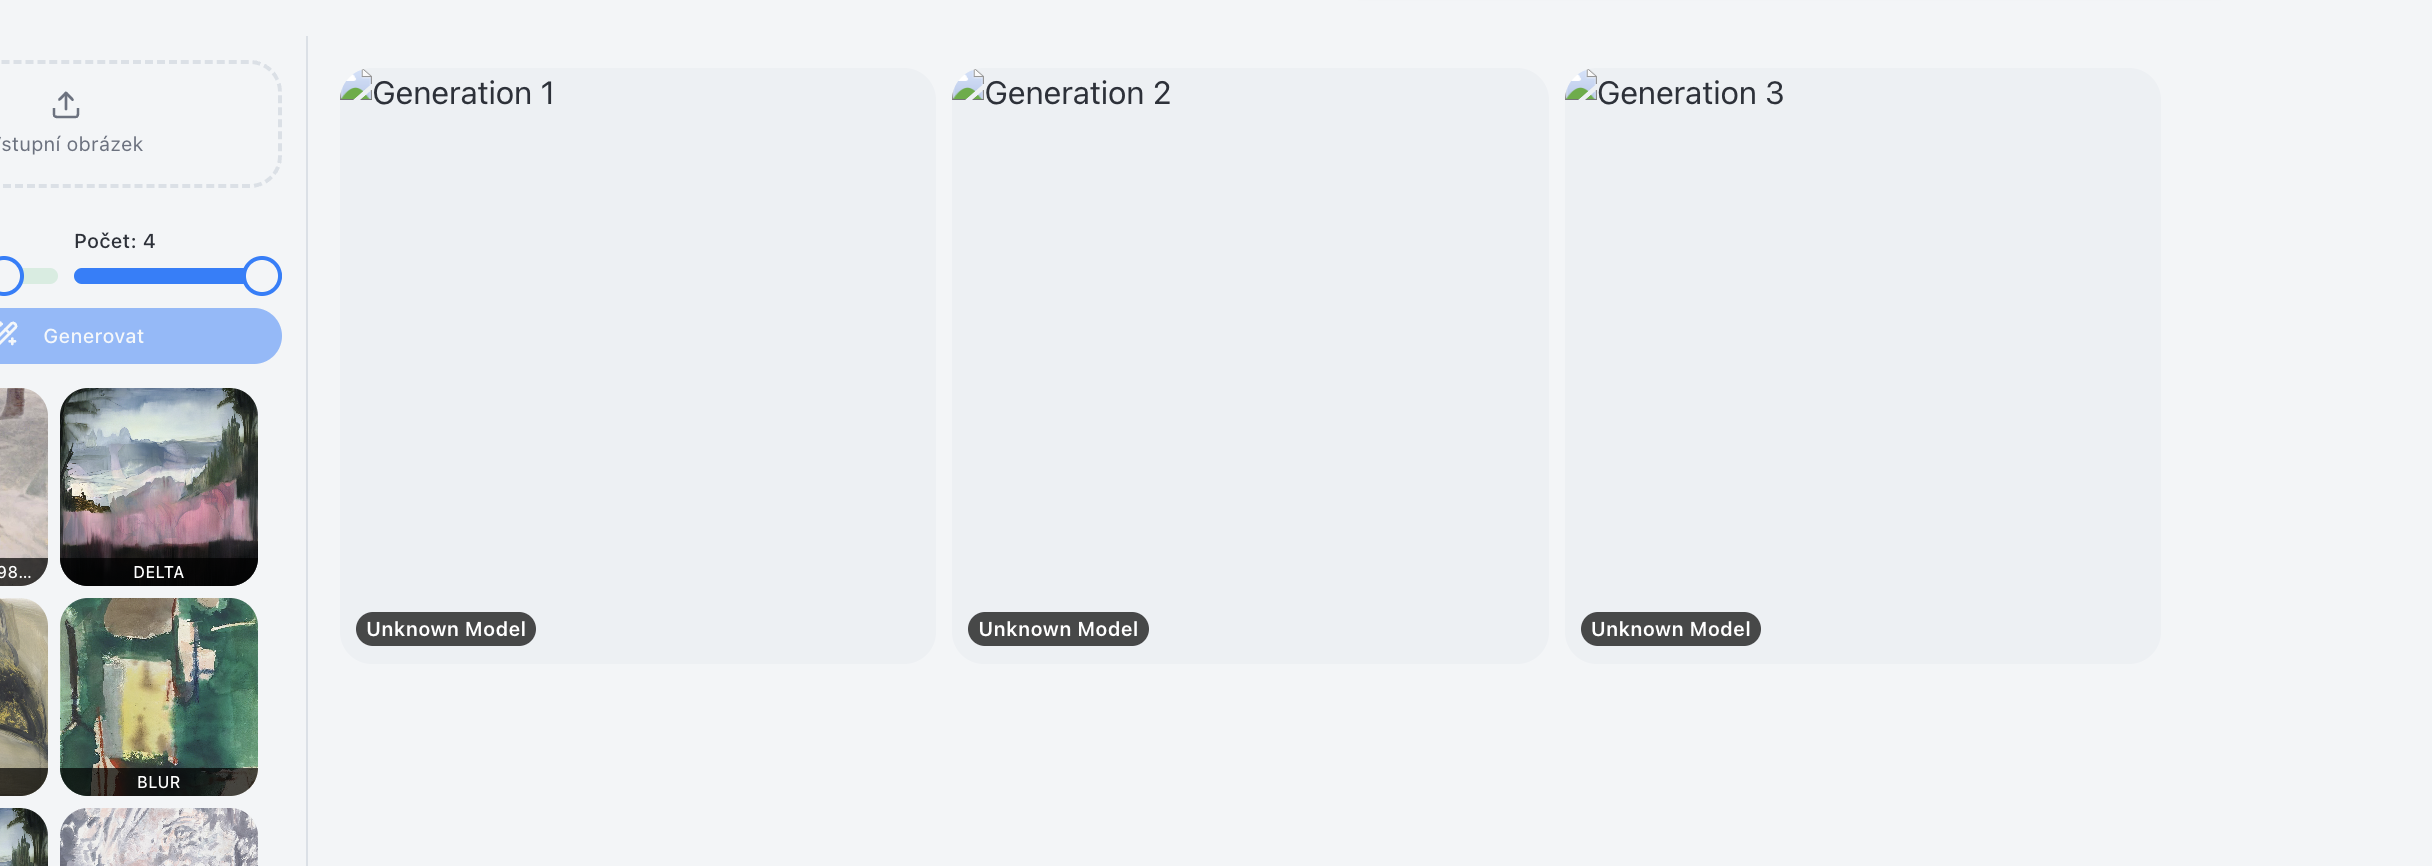 stupní obrázek
Počet: 4
Generovat
98...
DELTA
BLUR
Generation 1
Generation 2
Generation 3
Unknown Model
Unknown Model
Unknown Model